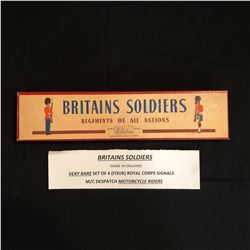 BRITAINS SOLDIERS
REGIMENTS OF ALL NATIONS
Britains
BRITAINS SOLDIERS
(MADE IN ENGLAND)
VERY RARE SET OF 4 (FOUR) ROYAL CORPS SIGNALS
M/C DESPATCH MOTORCYCLE RIDERS